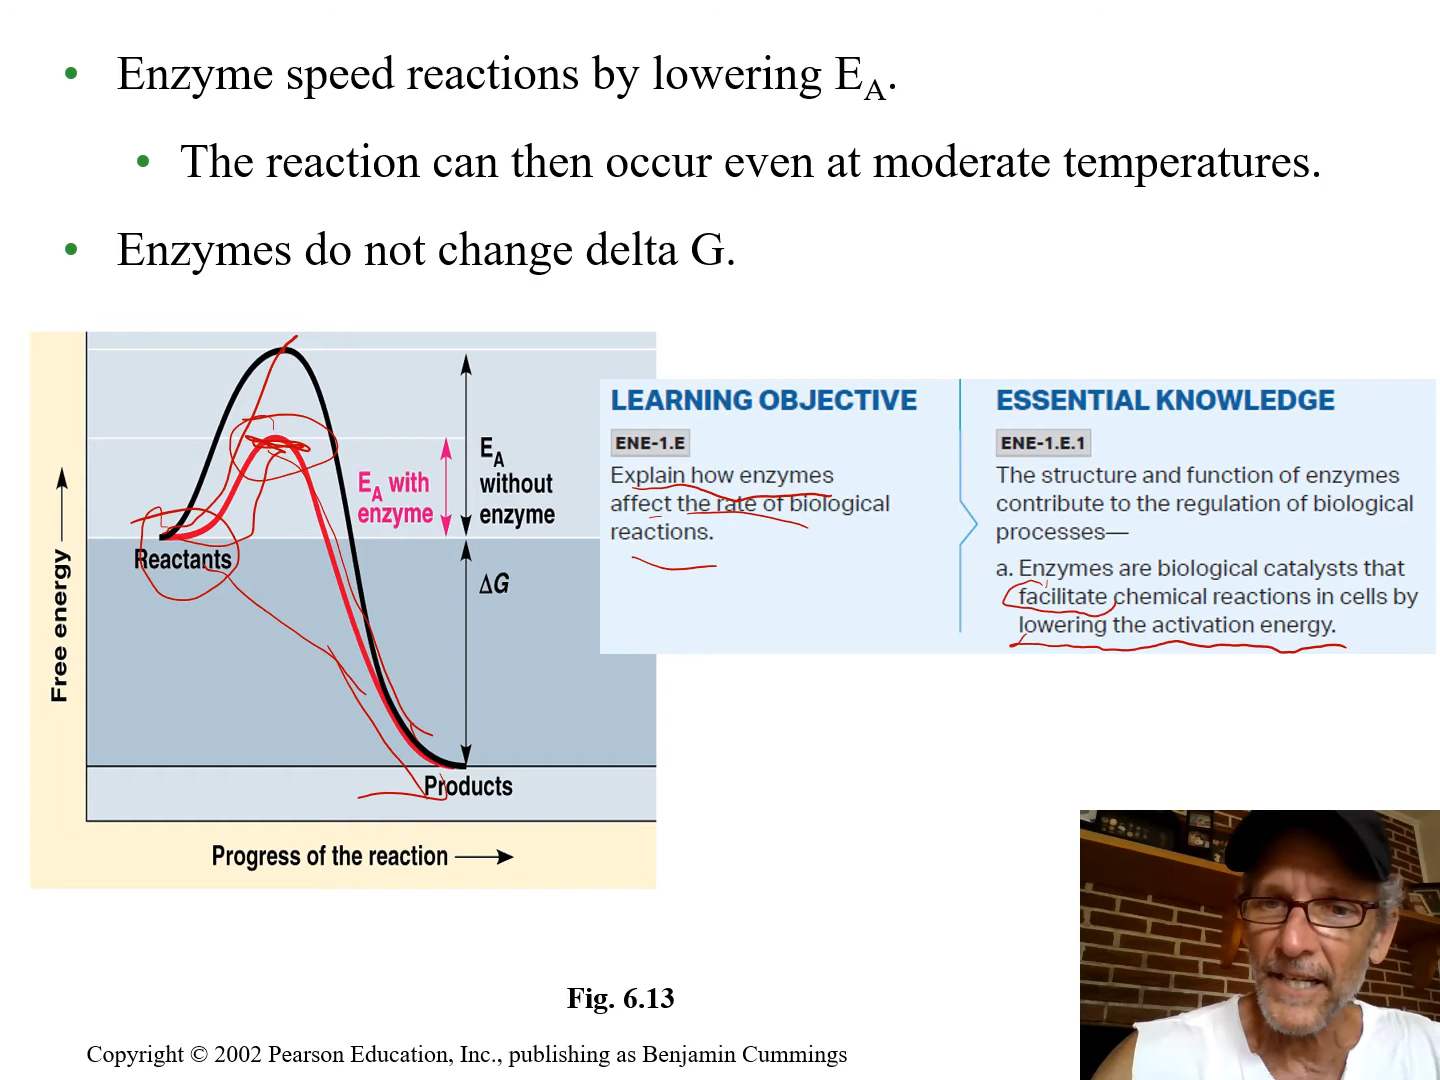 • Enzyme speed reactions by lowering EA.
• The reaction can then occur even at moderate temperatures.
• Enzymes do not change delta G.
Free energy
Reactants
EA with
enzyme
EA
without
enzyme
ΔG
Products
Progress of the reaction
LEARNING OBJECTIVE
ENE-1.E
Explain how enzymes
affect the rate of biological
reactions.
ESSENTIAL KNOWLEDGE
ENE-1.E.1
The structure and function of enzymes
contribute to the regulation of biological
processes—
a. Enzymes are biological catalysts that
facilitate chemical reactions in cells by
lowering the activation energy.
Fig. 6.13
Copyright © 2002 Pearson Education, Inc., publishing as Benjamin Cummings